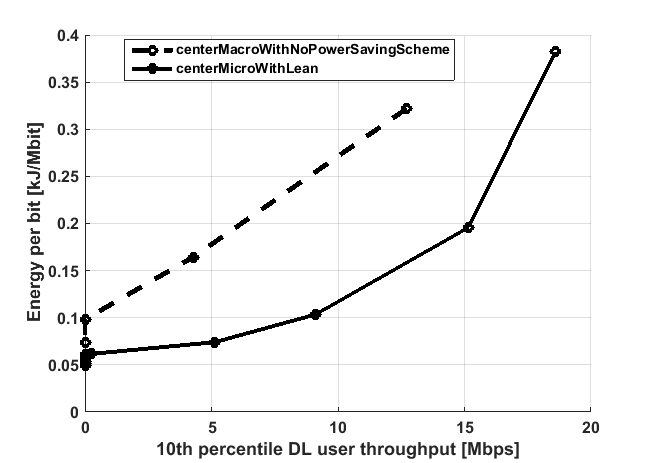 0.4
0.35
0.3
0.25
0.2
0.15
0.1
0.05
0
Energy per bit [kJ/Mbit]
centerMacroWithNoPowerSavingScheme
centerMicroWithLean
0 5 10 15 20
10th percentile DL user throughput [Mbps]